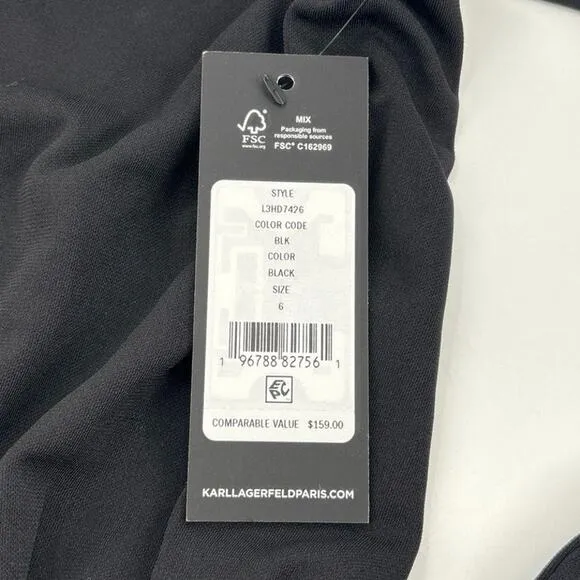 MIX
Packaging from
responsible sources
FSC® C162969
FSC
www.fsc.org
STYLE
L3HD7426
COLOR CODE
BLK
COLOR
BLACK
SIZE
6
1 96788 82756 1
EPC
COMPARABLE VALUE $159.00
KARLLAGERFELDPARIS.COM